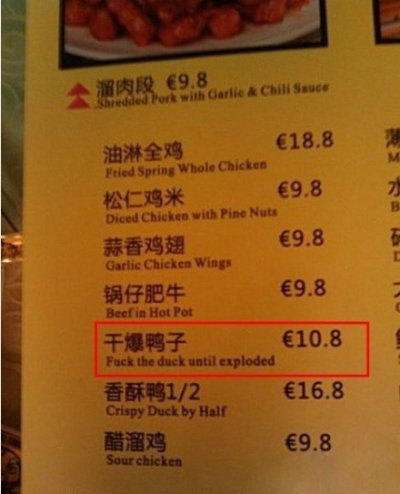 溜肉段 €9.8
Shredded Pork with Garlic & Chili Sauce
油淋全鸡 €18.8
Fried Spring Whole Chicken
松仁鸡米 €9.8
Diced Chicken with Pine Nuts
蒜香鸡翅 €9.8
Garlic Chicken Wings
锅仔肥牛 €9.8
Beef in Hot Pot
干爆鸭子 €10.8
Fuck the duck until exploded
香酥鸭1/2 €16.8
Crispy Duck by Half
醋溜鸡 €9.8
Sour chicken